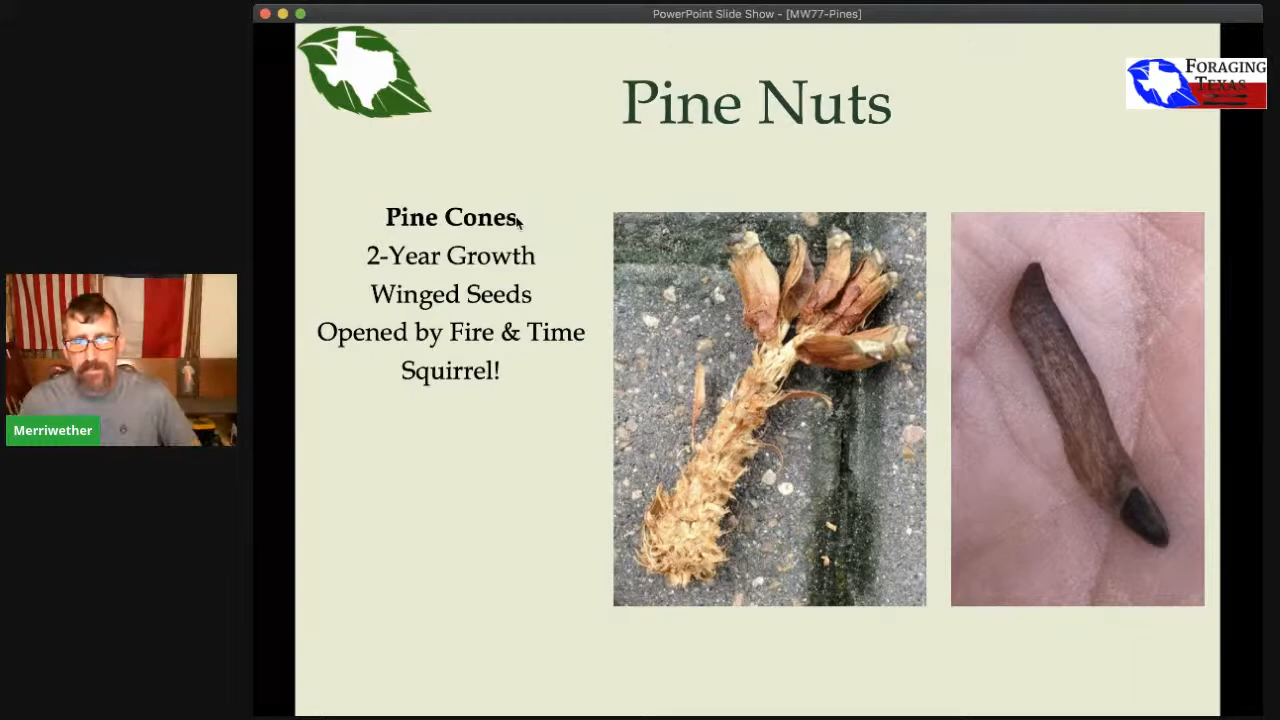 PowerPoint Slide Show - [MW77-Pines]
FORAGING
TEXAS
Pine Nuts
Pine Cones
2-Year Growth
Winged Seeds
Opened by Fire & Time
Squirrel!
Merriwether